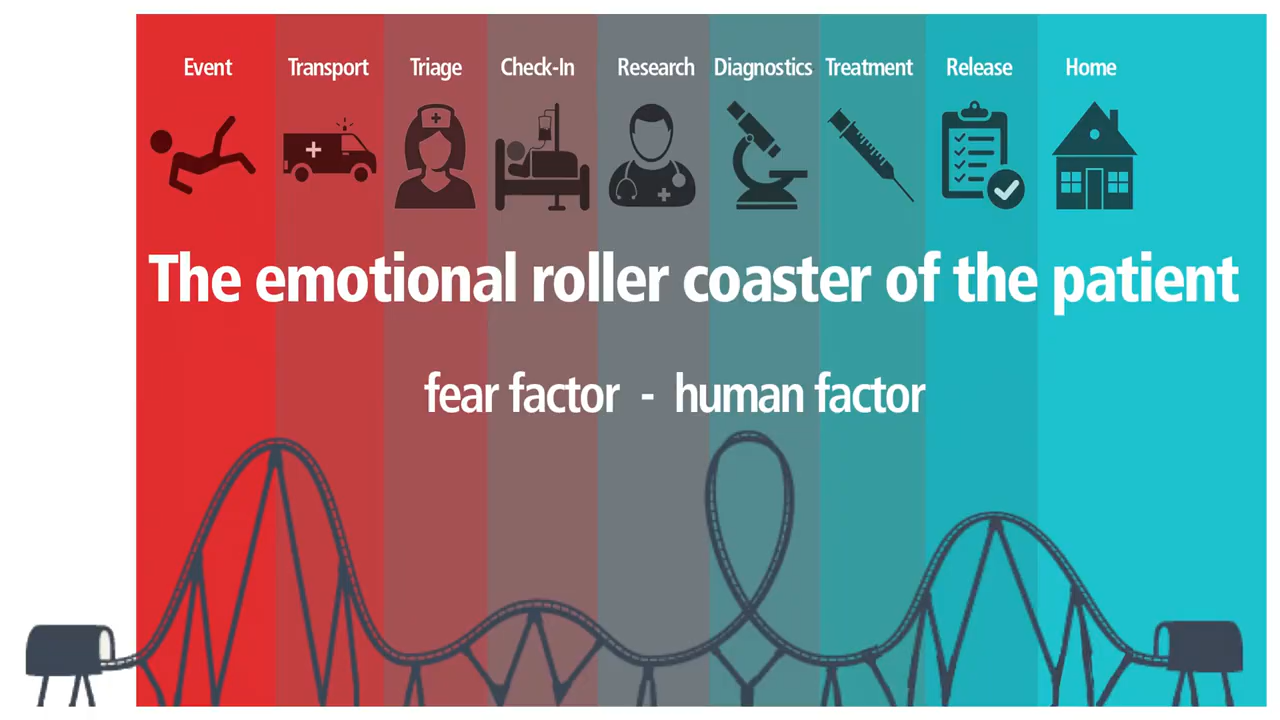 Event Transport Triage Check-In Research Diagnostics Treatment Release Home
The emotional roller coaster of the patient
fear factor - human factor